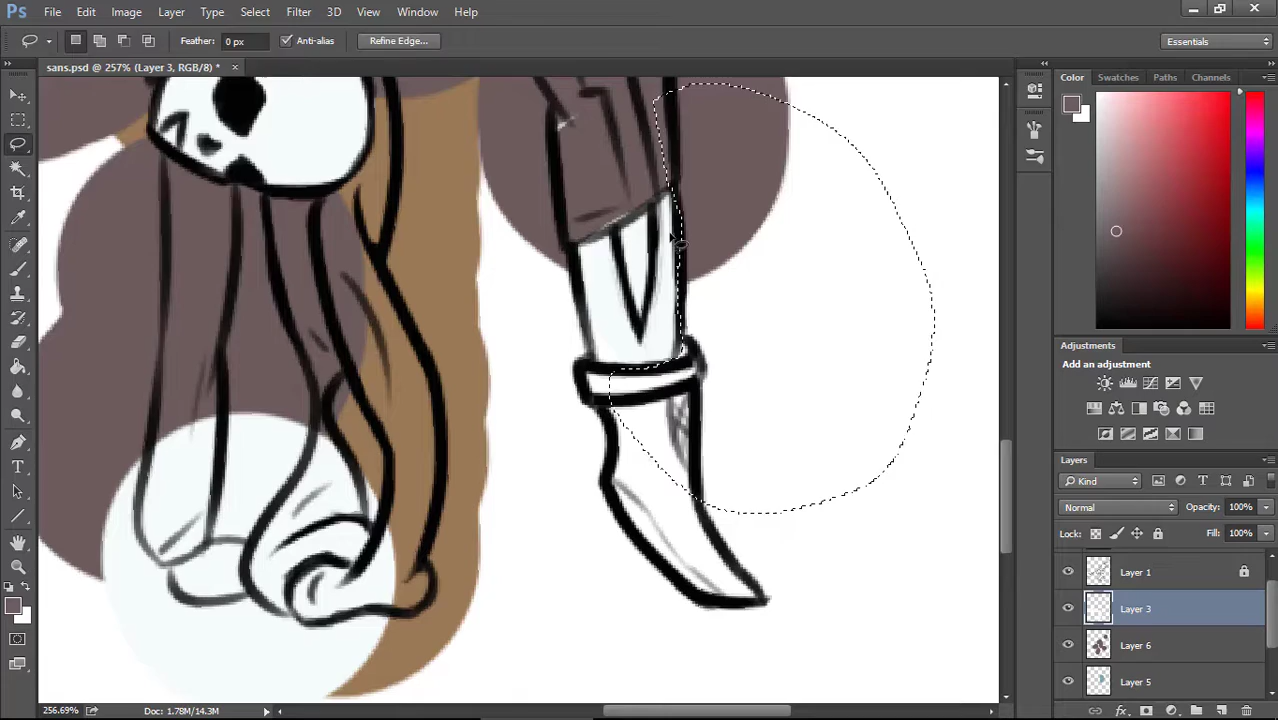 Ps File Edit Image Layer Type Select Filter 3D View Window Help
Feather: 0 px Anti-alias Refine Edge... Essentials
sans.psd @ 257% (Layer 3, RGB/8) * ×
Color Swatches Paths Channels
Adjustments
Add an adjustment
Layers
Kind
Normal Opacity: 100%
Lock: Fill: 100%
Layer 1
Layer 3
Layer 6
Layer 5
256.69% Doc: 1.78M/14.3M